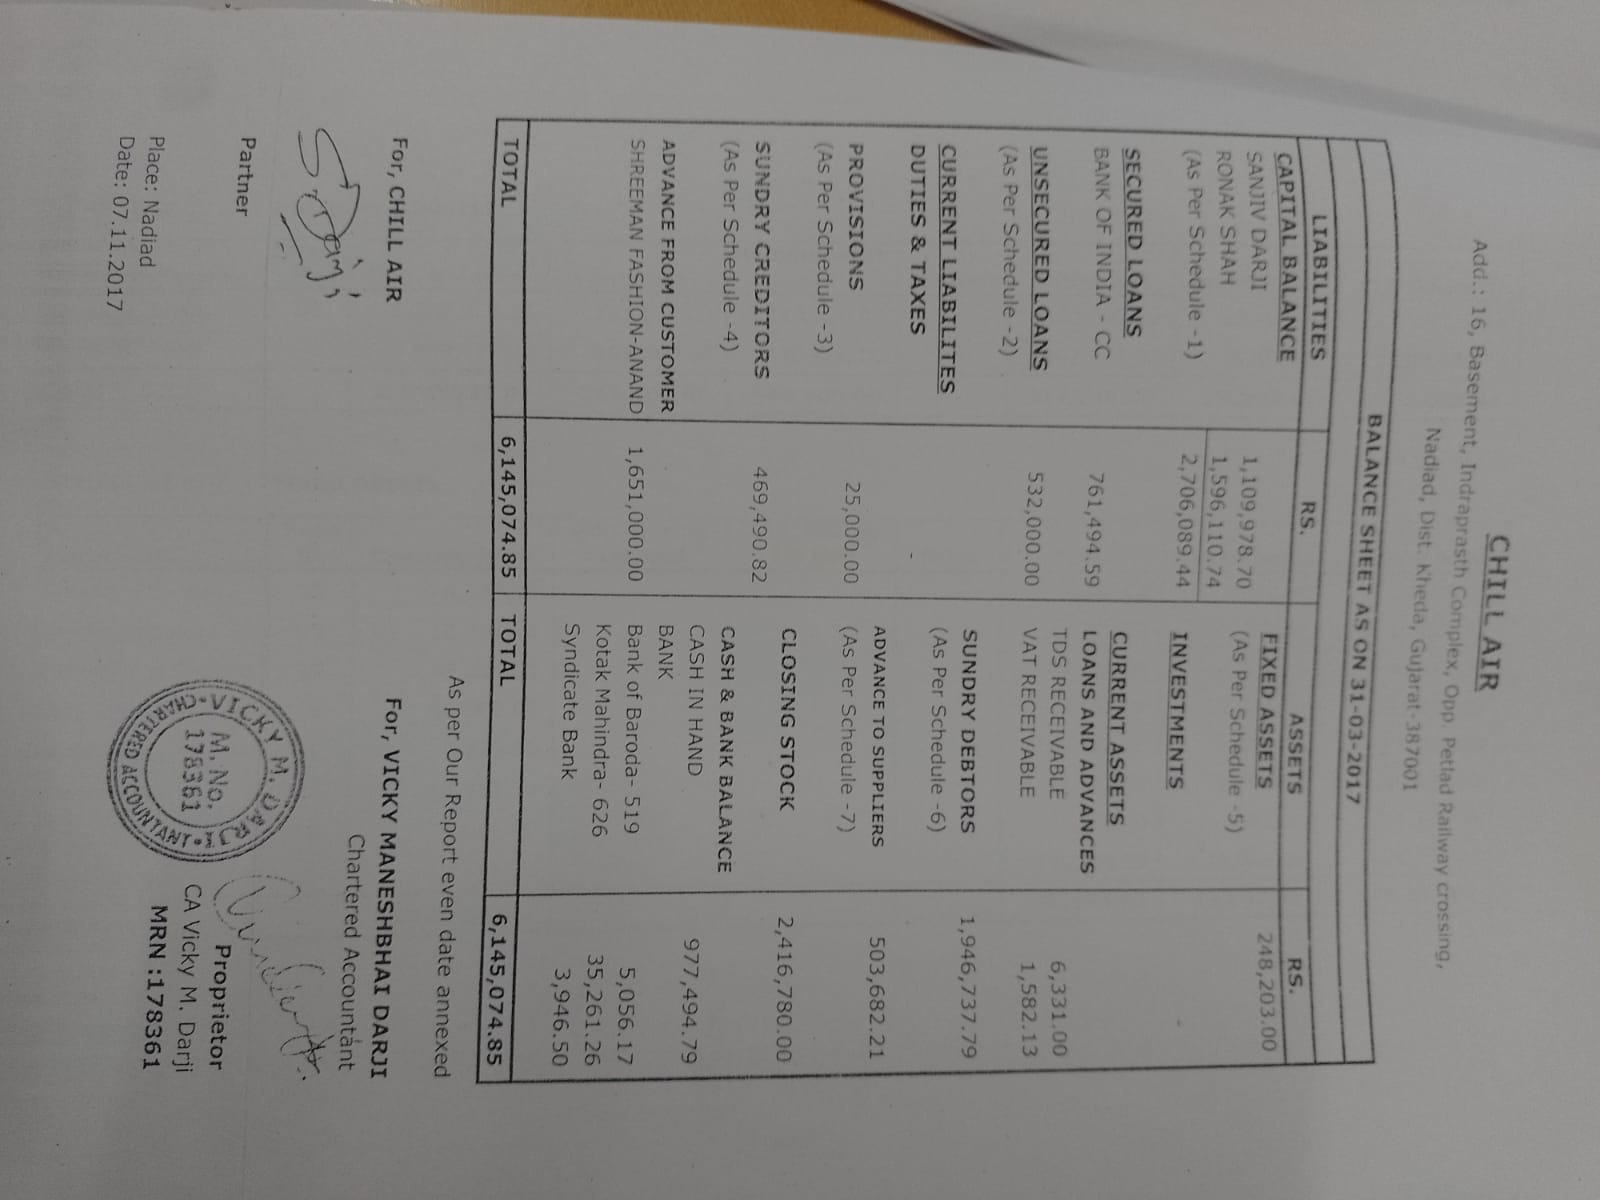 CHILL AIR
Add.: 16, Basement, Indraprasth Complex, Opp. Petlad Railway crossing,
Nadiad, Dist. Kheda, Gujarat-387001
BALANCE SHEET AS ON 31-03-2017
LIABILITIES RS. ASSETS RS.
CAPITAL BALANCE FIXED ASSETS 248,203.00
SANJIV DARJI 1,109,978.70 (As Per Schedule -5)
RONAK SHAH 1,596,110.74
(As Per Schedule -1) 2,706,089.44 INVESTMENTS -
SECURED LOANS CURRENT ASSETS
BANK OF INDIA - CC 761,494.59 LOANS AND ADVANCES
TDS RECEIVABLE 6,331.00
UNSECURED LOANS 532,000.00 VAT RECEIVABLE 1,582.13
(As Per Schedule -2)
CURRENT LIABILITES SUNDRY DEBTORS 1,946,737.79
DUTIES & TAXES - (As Per Schedule -6)
PROVISIONS 25,000.00 ADVANCE TO SUPPLIERS 503,682.21
(As Per Schedule -3) (As Per Schedule -7)
SUNDRY CREDITORS 469,490.82 CLOSING STOCK 2,416,780.00
(As Per Schedule -4) CASH & BANK BALANCE
CASH IN HAND 977,494.79
ADVANCE FROM CUSTOMER BANK
SHREEMAN FASHION-ANAND 1,651,000.00 Bank of Baroda- 519 5,056.17
Kotak Mahindra- 626 35,261.26
Syndicate Bank 3,946.50
TOTAL 6,145,074.85 TOTAL 6,145,074.85
As per Our Report even date annexed
For, CHILL AIR For, VICKY MANESHBHAI DARJI
Chartered Accountant
Partner
VICKY M. DARJI
M. No.
178361
CHARTERED ACCOUNTANT
Proprietor
Place: Nadiad CA Vicky M. Darji
Date: 07.11.2017 MRN :178361